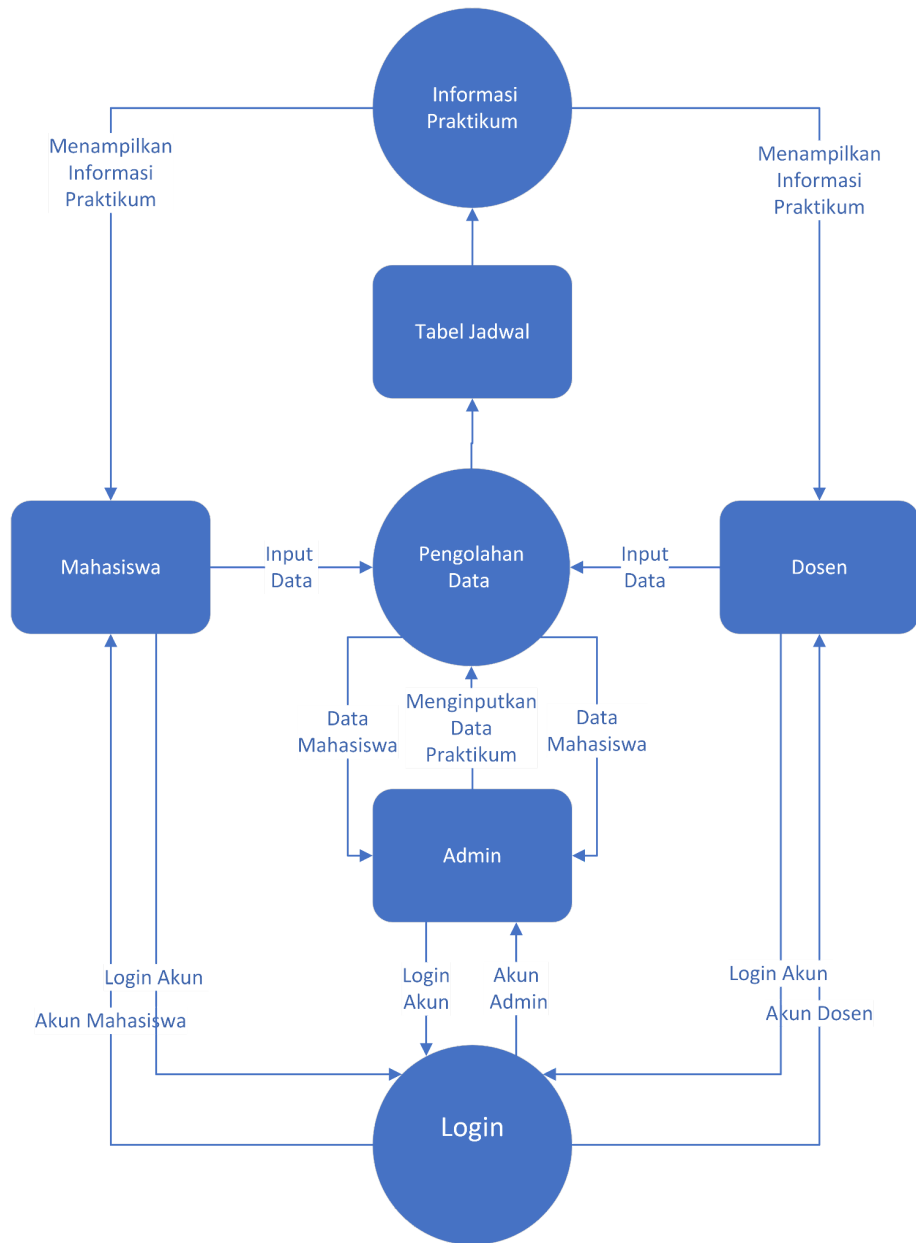 Informasi
Praktikum
Menampilkan
Informasi
Praktikum
Menampilkan
Informasi
Praktikum
Tabel Jadwal
Mahasiswa
Input
Data
Pengolahan
Data
Input
Data
Dosen
Data
Mahasiswa
Menginputkan
Data
Praktikum
Data
Mahasiswa
Admin
Login Akun
Akun Mahasiswa
Login
Akun
Akun
Admin
Login Akun
Akun Dosen
Login